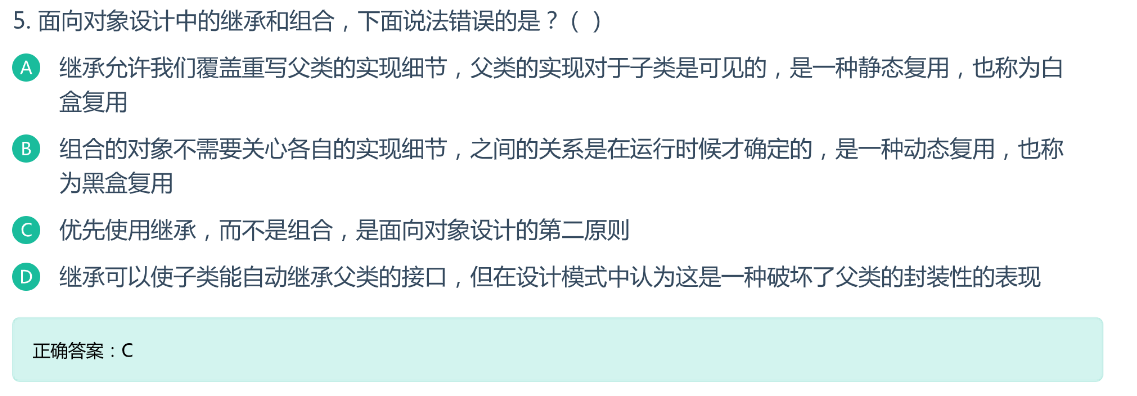 5. 面向对象设计中的继承和组合，下面说法错误的是？（ ）
A 继承允许我们覆盖重写父类的实现细节，父类的实现对于子类是可见的，是一种静态复用，也称为白
盒复用
B 组合的对象不需要关心各自的实现细节，之间的关系是在运行时候才确定的，是一种动态复用，也称
为黑盒复用
C 优先使用继承，而不是组合，是面向对象设计的第二原则
D 继承可以使子类能自动继承父类的接口，但在设计模式中认为这是一种破坏了父类的封装性的表现
正确答案：C